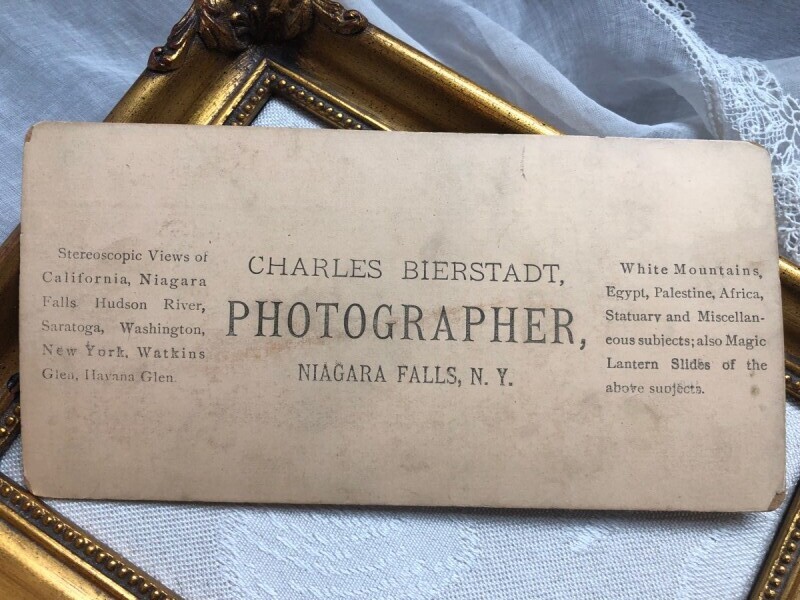 Stereoscopic Views of
California, Niagara
Falls Hudson River,
Saratoga, Washington,
New York, Watkins
Glen, Havana Glen.
CHARLES BIERSTADT,
PHOTOGRAPHER,
NIAGARA FALLS, N. Y.
White Mountains,
Egypt, Palestine, Africa,
Statuary and Miscellan-
eous subjects; also Magic
Lantern Slides of the
above subjects.